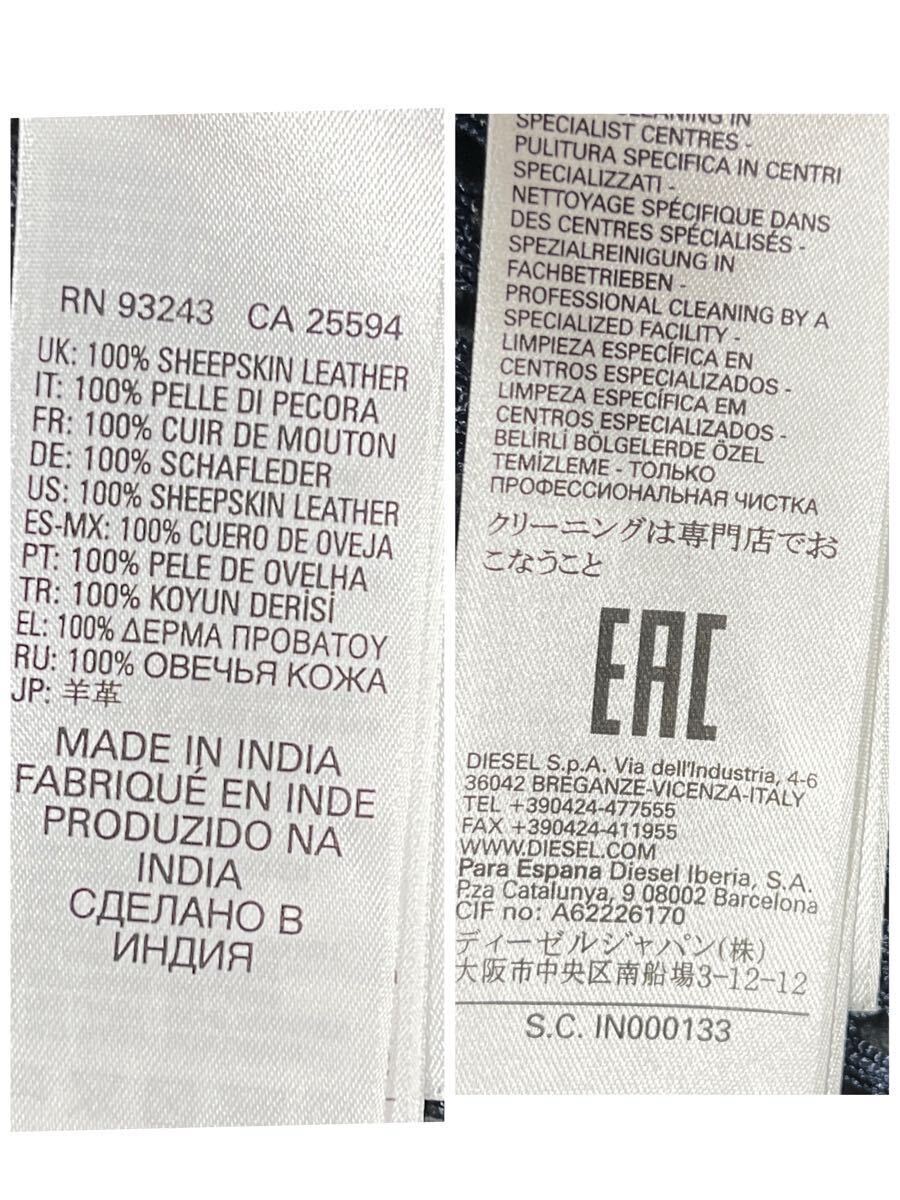 RN 93243 CA 25594
UK: 100% SHEEPSKIN LEATHER
IT: 100% PELLE DI PECORA
FR: 100% CUIR DE MOUTON
DE: 100% SCHAFLEDER
US: 100% SHEEPSKIN LEATHER
ES-MX: 100% CUERO DE OVEJA
PT: 100% PELE DE OVELHA
TR: 100% KOYUN DERİSİ
EL: 100% ΔΕΡΜΑ ΠΡΟΒΑΤΟΥ
RU: 100% ОВЕЧЬЯ КОЖА
JP: 羊革
MADE IN INDIA
FABRIQUÉ EN INDE
PRODUZIDO NA
INDIA
СДЕЛАНО В
ИНДИЯ
CLEANING IN
SPECIALIST CENTRES -
PULITURA SPECIFICA IN CENTRI
SPECIALIZZATI -
NETTOYAGE SPÉCIFIQUE DANS
DES CENTRES SPÉCIALISÉS -
SPEZIALREINIGUNG IN
FACHBETRIEBEN -
PROFESSIONAL CLEANING BY A
SPECIALIZED FACILITY -
LIMPIEZA ESPECÍFICA EN
CENTROS ESPECIALIZADOS -
LIMPEZA ESPECÍFICA EM
CENTROS ESPECIALIZADOS -
BELİRLİ BÖLGELERDE ÖZEL
TEMİZLEME - ТОЛЬКО
ПРОФЕССИОНАЛЬНАЯ ЧИСТКА
クリーニングは専門店でお
こなうこと
EAC
DIESEL S.p.A. Via dell'Industria, 4-6
36042 BREGANZE-VICENZA-ITALY
TEL +390424-477555
FAX +390424-411955
WWW.DIESEL.COM
Para Espana Diesel Iberia, S.A.
P.za Catalunya, 9 08002 Barcelona
CIF no: A62226170
ディーゼルジャパン(株)
大阪市中央区南船場3-12-12
S.C. IN000133